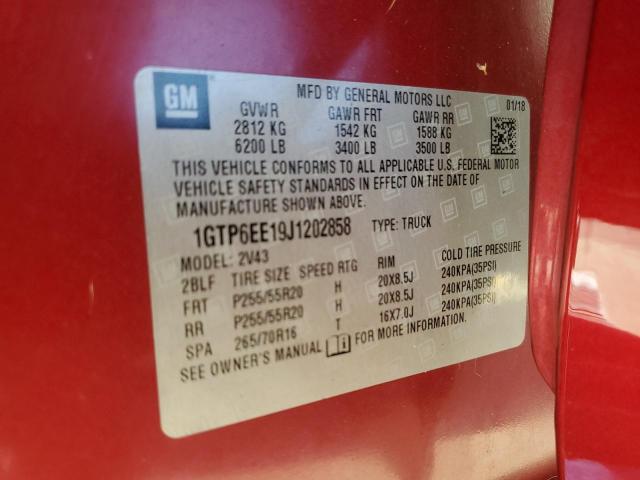 GM
MFD BY GENERAL MOTORS LLC
01/18
GVWR GAWR FRT GAWR RR
2812 KG 1542 KG 1588 KG
6200 LB 3400 LB 3500 LB
THIS VEHICLE CONFORMS TO ALL APPLICABLE U.S. FEDERAL MOTOR
VEHICLE SAFETY STANDARDS IN EFFECT ON THE DATE OF
MANUFACTURE SHOWN ABOVE.
1GTP6EE19J1202858 TYPE: TRUCK
MODEL: 2V43
2BLF TIRE SIZE SPEED RTG RIM COLD TIRE PRESSURE
FRT P255/55R20 H 20X8.5J 240KPA(35PSI)
RR P255/55R20 H 20X8.5J 240KPA(35PSI)
SPA 265/70R16 T 16X7.0J 240KPA(35PSI)
SEE OWNER'S MANUAL FOR MORE INFORMATION.